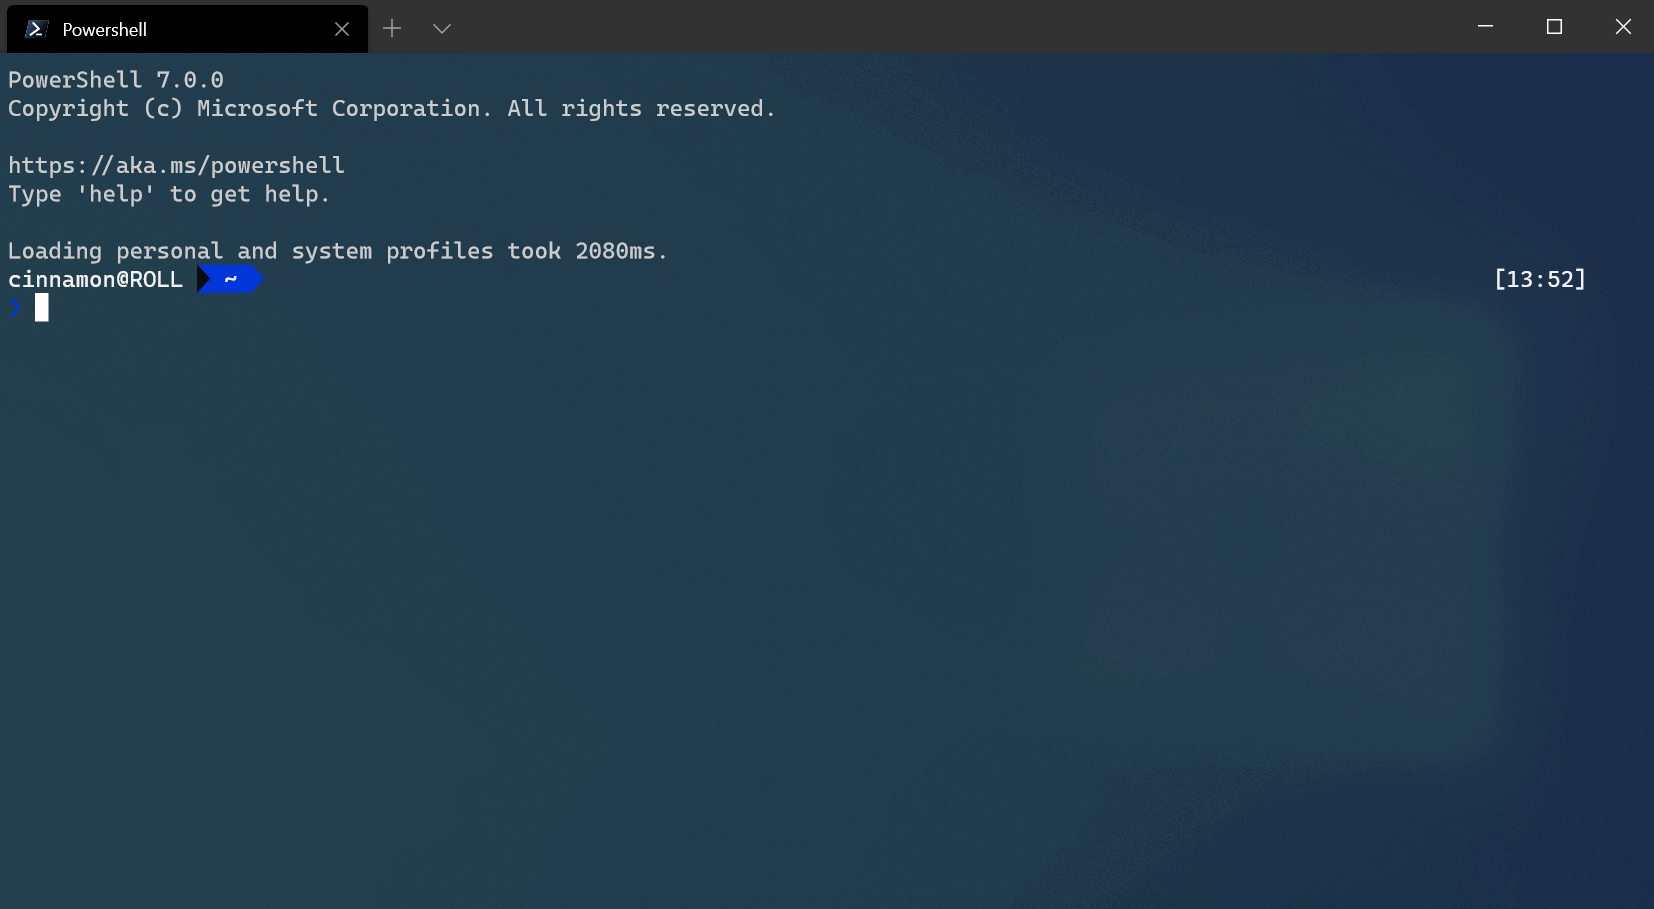 Powershell
PowerShell 7.0.0
Copyright (c) Microsoft Corporation. All rights reserved.
https://aka.ms/powershell
Type 'help' to get help.
Loading personal and system profiles took 2080ms.
cinnamon@ROLL ~ [13:52]
❯